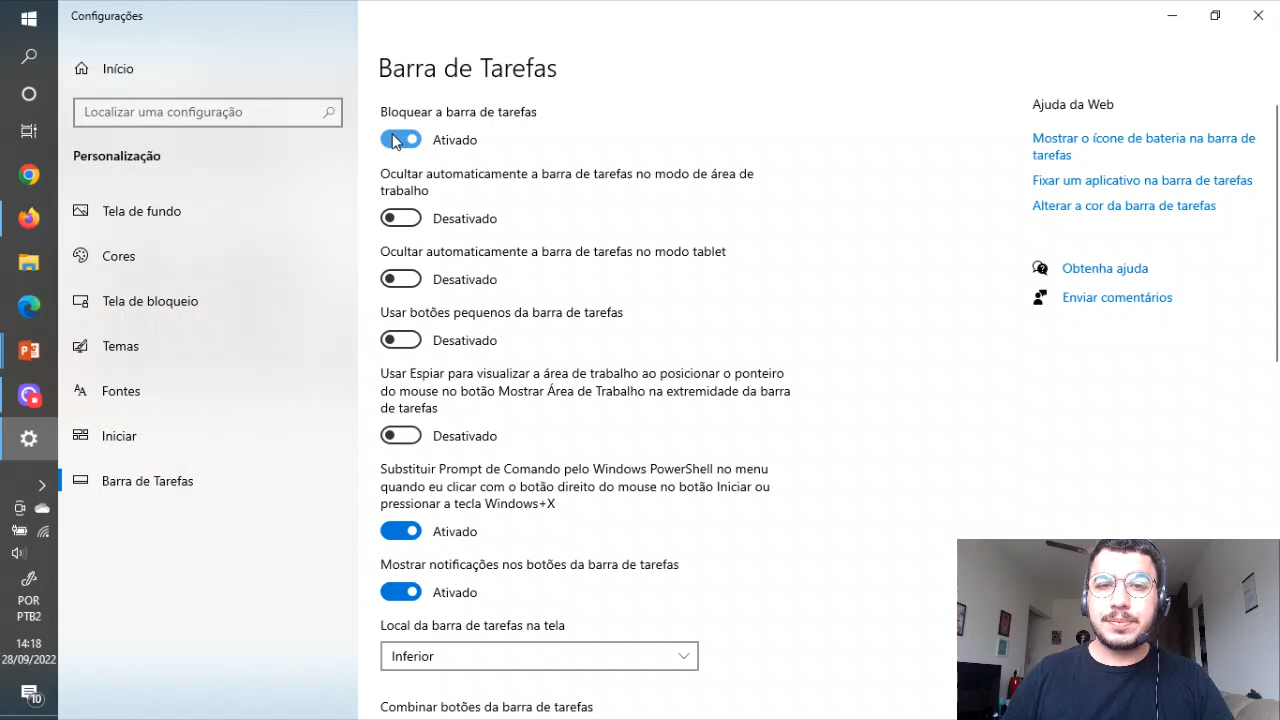 Configurações
Início
Localizar uma configuração
Personalização
Tela de fundo
Cores
Tela de bloqueio
Temas
Fontes
Iniciar
Barra de Tarefas
POR
PTB2
14:18
28/09/2022
10
Barra de Tarefas
Bloquear a barra de tarefas
Ativado
Ocultar automaticamente a barra de tarefas no modo de área de
trabalho
Desativado
Ocultar automaticamente a barra de tarefas no modo tablet
Desativado
Usar botões pequenos da barra de tarefas
Desativado
Usar Espiar para visualizar a área de trabalho ao posicionar o ponteiro
do mouse no botão Mostrar Área de Trabalho na extremidade da barra
de tarefas
Desativado
Substituir Prompt de Comando pelo Windows PowerShell no menu
quando eu clicar com o botão direito do mouse no botão Iniciar ou
pressionar a tecla Windows+X
Ativado
Mostrar notificações nos botões da barra de tarefas
Ativado
Local da barra de tarefas na tela
Inferior
Combinar botões da barra de tarefas
Ajuda da Web
Mostrar o ícone de bateria na barra de
tarefas
Fixar um aplicativo na barra de tarefas
Alterar a cor da barra de tarefas
Obtenha ajuda
Enviar comentários